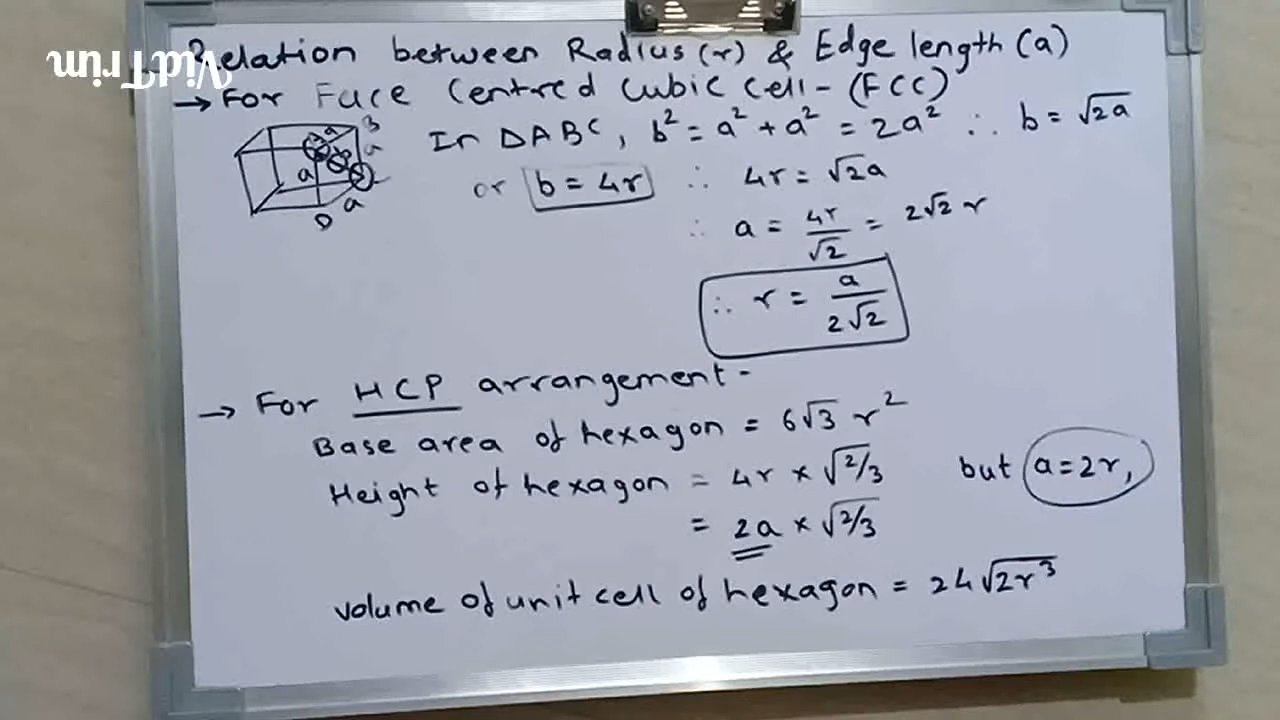 VidTrim
Relation between Radius (r) & Edge length (a)
→ For Face Centred Cubic Cell - (FCC)
In ΔABC, b² = a² + a² = 2a² ∴ b = √2a
or b = 4r ∴ 4r = √2a
∴ a = 4r/√2 = 2√2 r
∴ r = a/2√2
a B a a a D
→ For HCP arrangement -
Base area of hexagon = 6√3 r²
Height of hexagon = 4r × √2/3 but a = 2r,
= 2a × √2/3
volume of unit cell of hexagon = 24√2r³